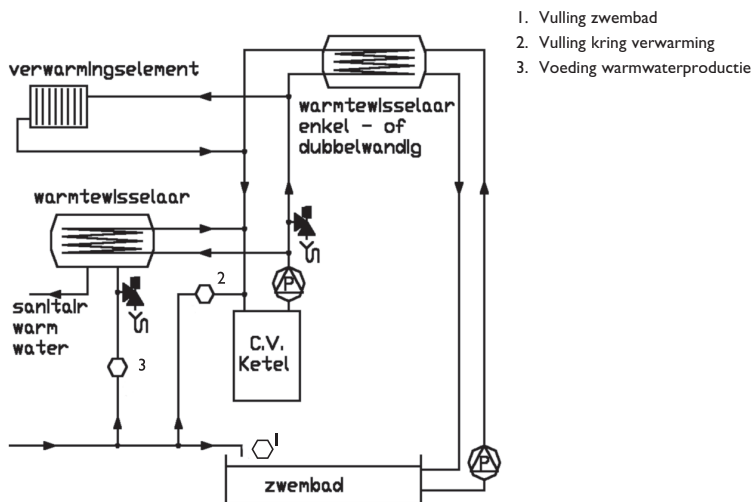 1. Vulling zwembad
2. Vulling kring verwarming
3. Voeding warmwaterproductie
verwarmingselement
warmtewisselaar
enkel - of
dubbelwandig
warmtewisselaar
2
P
sanitair
warm
water
C.V.
Ketel
3
1
P
zwembad